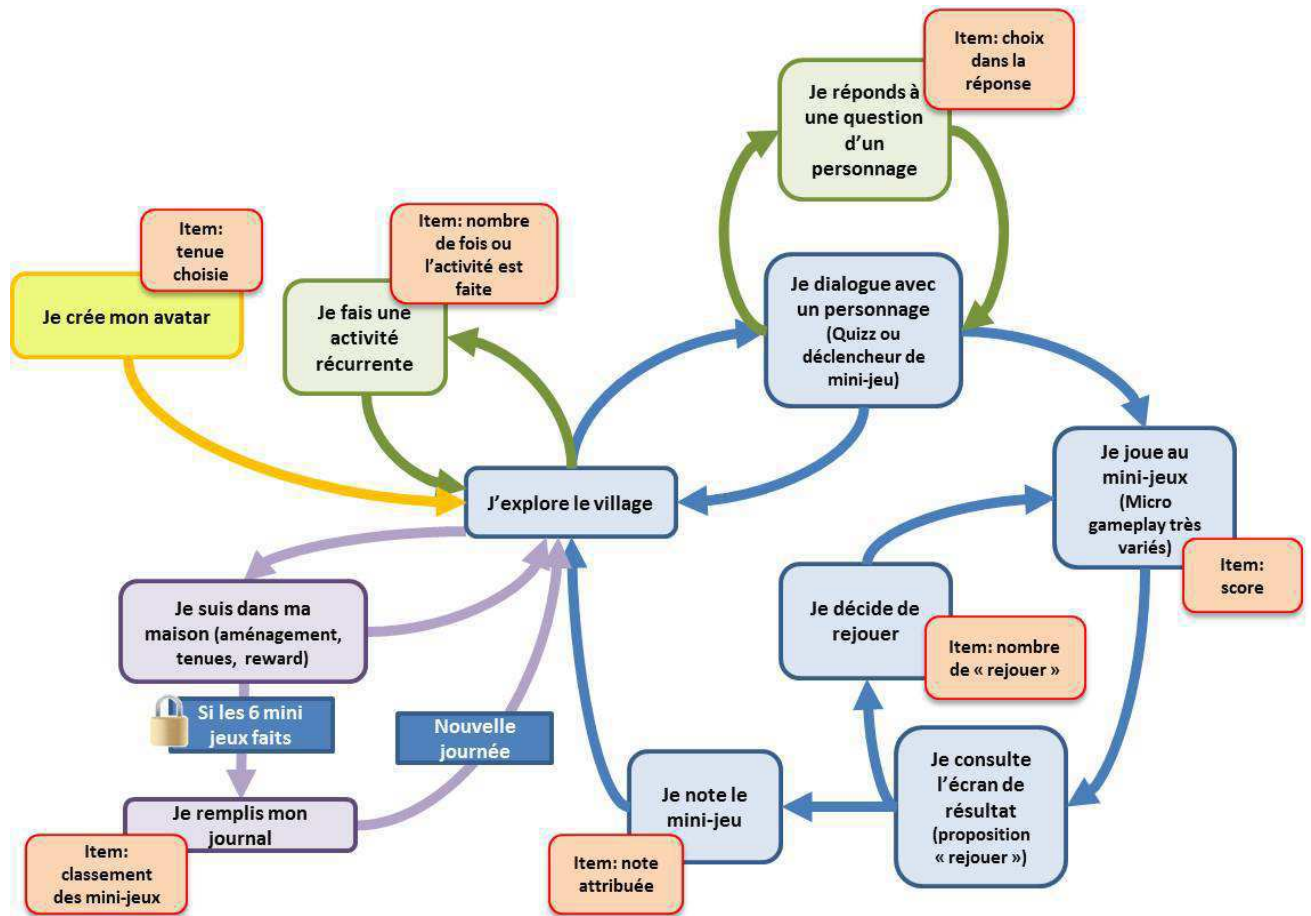 Item: choix
dans la
réponse
Je réponds à
une question
d'un
personnage
Item:
tenue
choisie
Item: nombre
de fois ou
l'activité est
faite
Je crée mon avatar
Je fais une
activité
récurrente
Je dialogue avec
un personnage
(Quizz ou
déclencheur de
mini-jeu)
J'explore le village
Je joue au
mini-jeux
(Micro
gameplay très
variés)
Item:
score
Je suis dans ma
maison (aménagement,
tenues, reward)
Je décide de
rejouer
Item: nombre
de « rejouer »
Si les 6 mini
jeux faits
Nouvelle
journée
Je consulte
l'écran de
résultat
(proposition
« rejouer »)
Je note le
mini-jeu
Item: note
attribuée
Je remplis mon
journal
Item:
classement
des mini-jeux